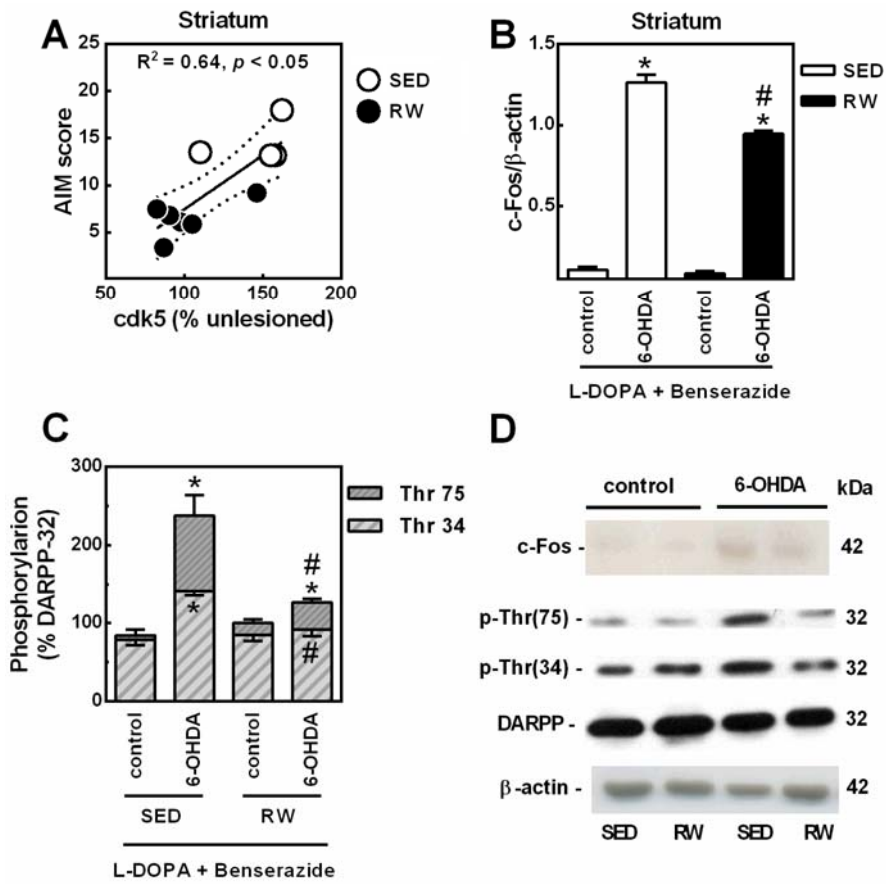 A
Striatum
R² = 0.64, p < 0.05
SED
RW
AIM score
25
20
15
10
5
50
100
150
200
cdk5 (% unlesioned)
B
Striatum
c-Fos/β-actin
1.5
1.0
0.5
*
#
*
SED
RW
control
6-OHDA
control
6-OHDA
L-DOPA + Benserazide
C
Phosphorylarion
(% DARPP-32)
300
200
100
0
*
*
#
*
#
Thr 75
Thr 34
control
6-OHDA
control
6-OHDA
SED
RW
L-DOPA + Benserazide
D
control
6-OHDA
kDa
c-Fos - 42
p-Thr(75) - 32
p-Thr(34) - 32
DARPP - 32
β-actin - 42
SED RW SED RW